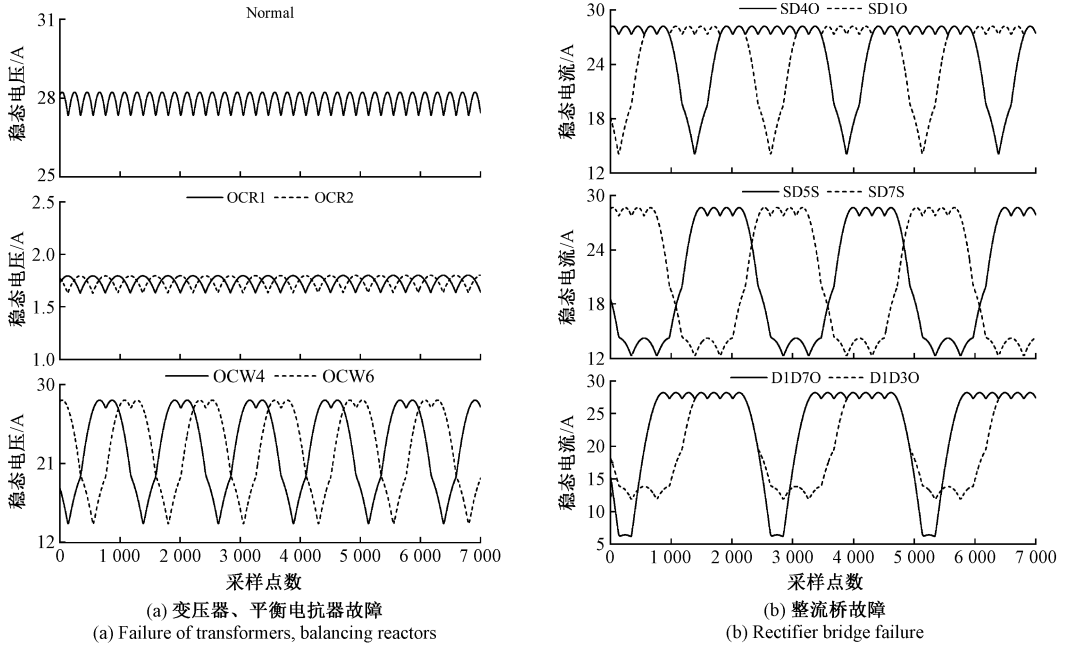 Normal
31
28
25
稳态电压/A
OCR1 OCR2
2.5
2.0
1.5
1.0
稳态电压/A
OCW4 OCW6
30
21
12
稳态电压/A
0 1 000 2 000 3 000 4 000 5 000 6 000 7 000
采样点数
(a) 变压器、平衡电抗器故障
(a) Failure of transformers, balancing reactors
SD4O SD1O
30
24
18
12
稳态电流/A
SD5S SD7S
30
24
18
12
稳态电流/A
D1D7O D1D3O
30
25
20
15
10
5
稳态电流/A
0 1 000 2 000 3 000 4 000 5 000 6 000 7 000
采样点数
(b) 整流桥故障
(b) Rectifier bridge failure